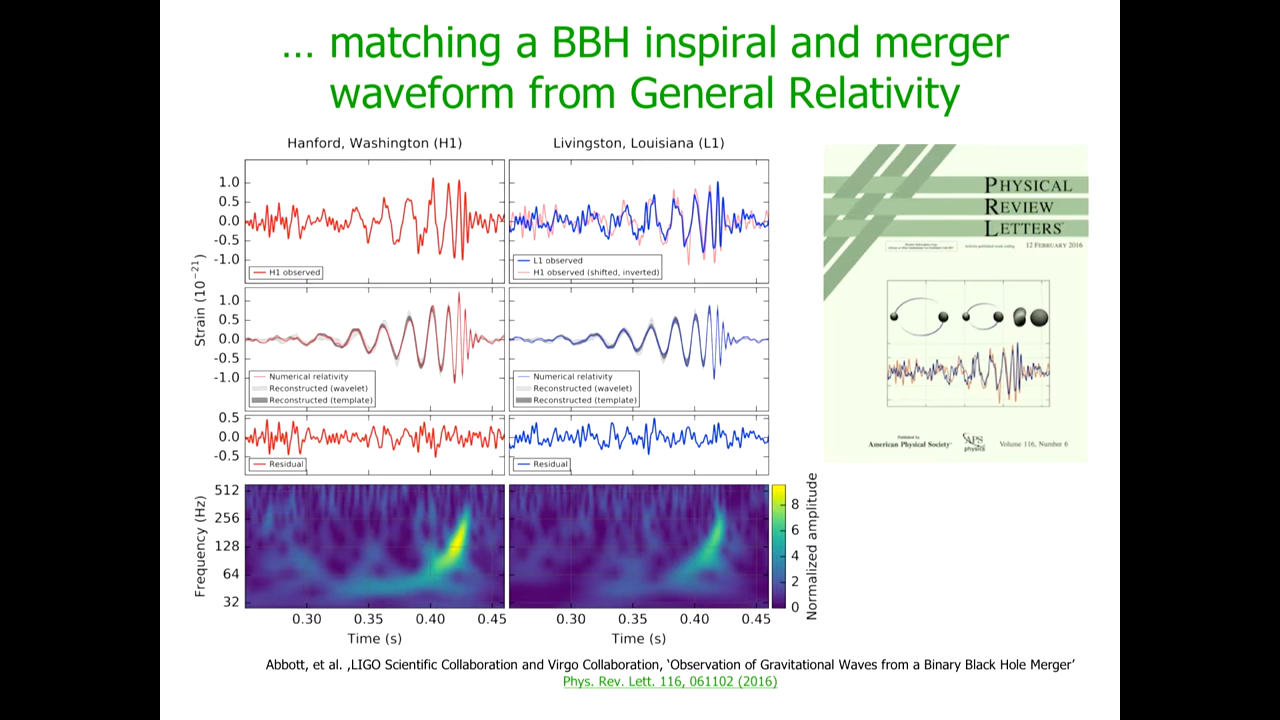 ... matching a BBH inspiral and merger
waveform from General Relativity
Hanford, Washington (H1)
Livingston, Louisiana (L1)
Strain (10⁻²¹)
1.0
0.5
0.0
-0.5
-1.0
H1 observed
L1 observed
H1 observed (shifted, inverted)
1.0
0.5
0.0
-0.5
-1.0
Numerical relativity
Reconstructed (wavelet)
Reconstructed (template)
Numerical relativity
Reconstructed (wavelet)
Reconstructed (template)
0.5
0.0
-0.5
Residual
Residual
Frequency (Hz)
512
256
128
64
32
0.30 0.35 0.40 0.45
Time (s)
0.30 0.35 0.40 0.45
Time (s)
8
6
4
2
0
Normalized amplitude
PHYSICAL
REVIEW
LETTERS
Articles published week ending 12 FEBRUARY 2016
Published by
American Physical Society
APS
physics
Volume 116, Number 6
Abbott, et al. ,LIGO Scientific Collaboration and Virgo Collaboration, ‘Observation of Gravitational Waves from a Binary Black Hole Merger’
Phys. Rev. Lett. 116, 061102 (2016)